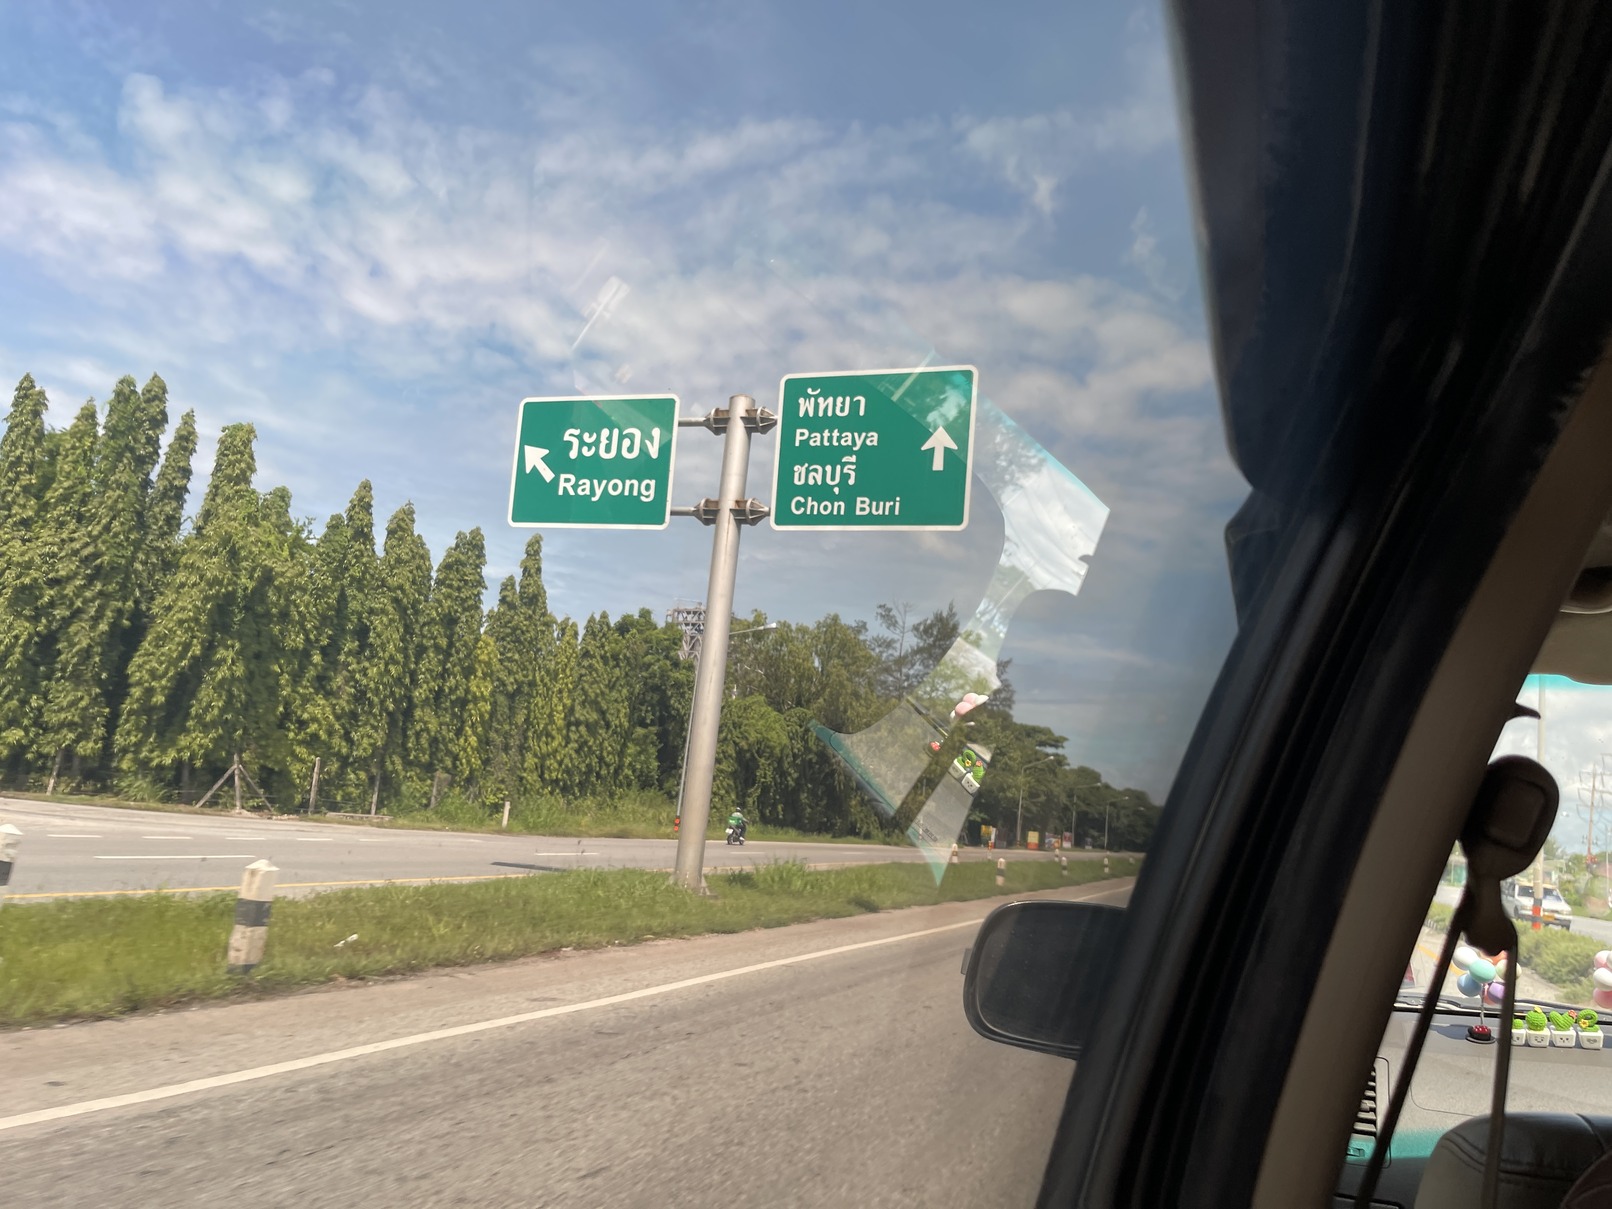 ระยอง
Rayong
พัทยา
Pattaya
ชลบุรี
Chon Buri